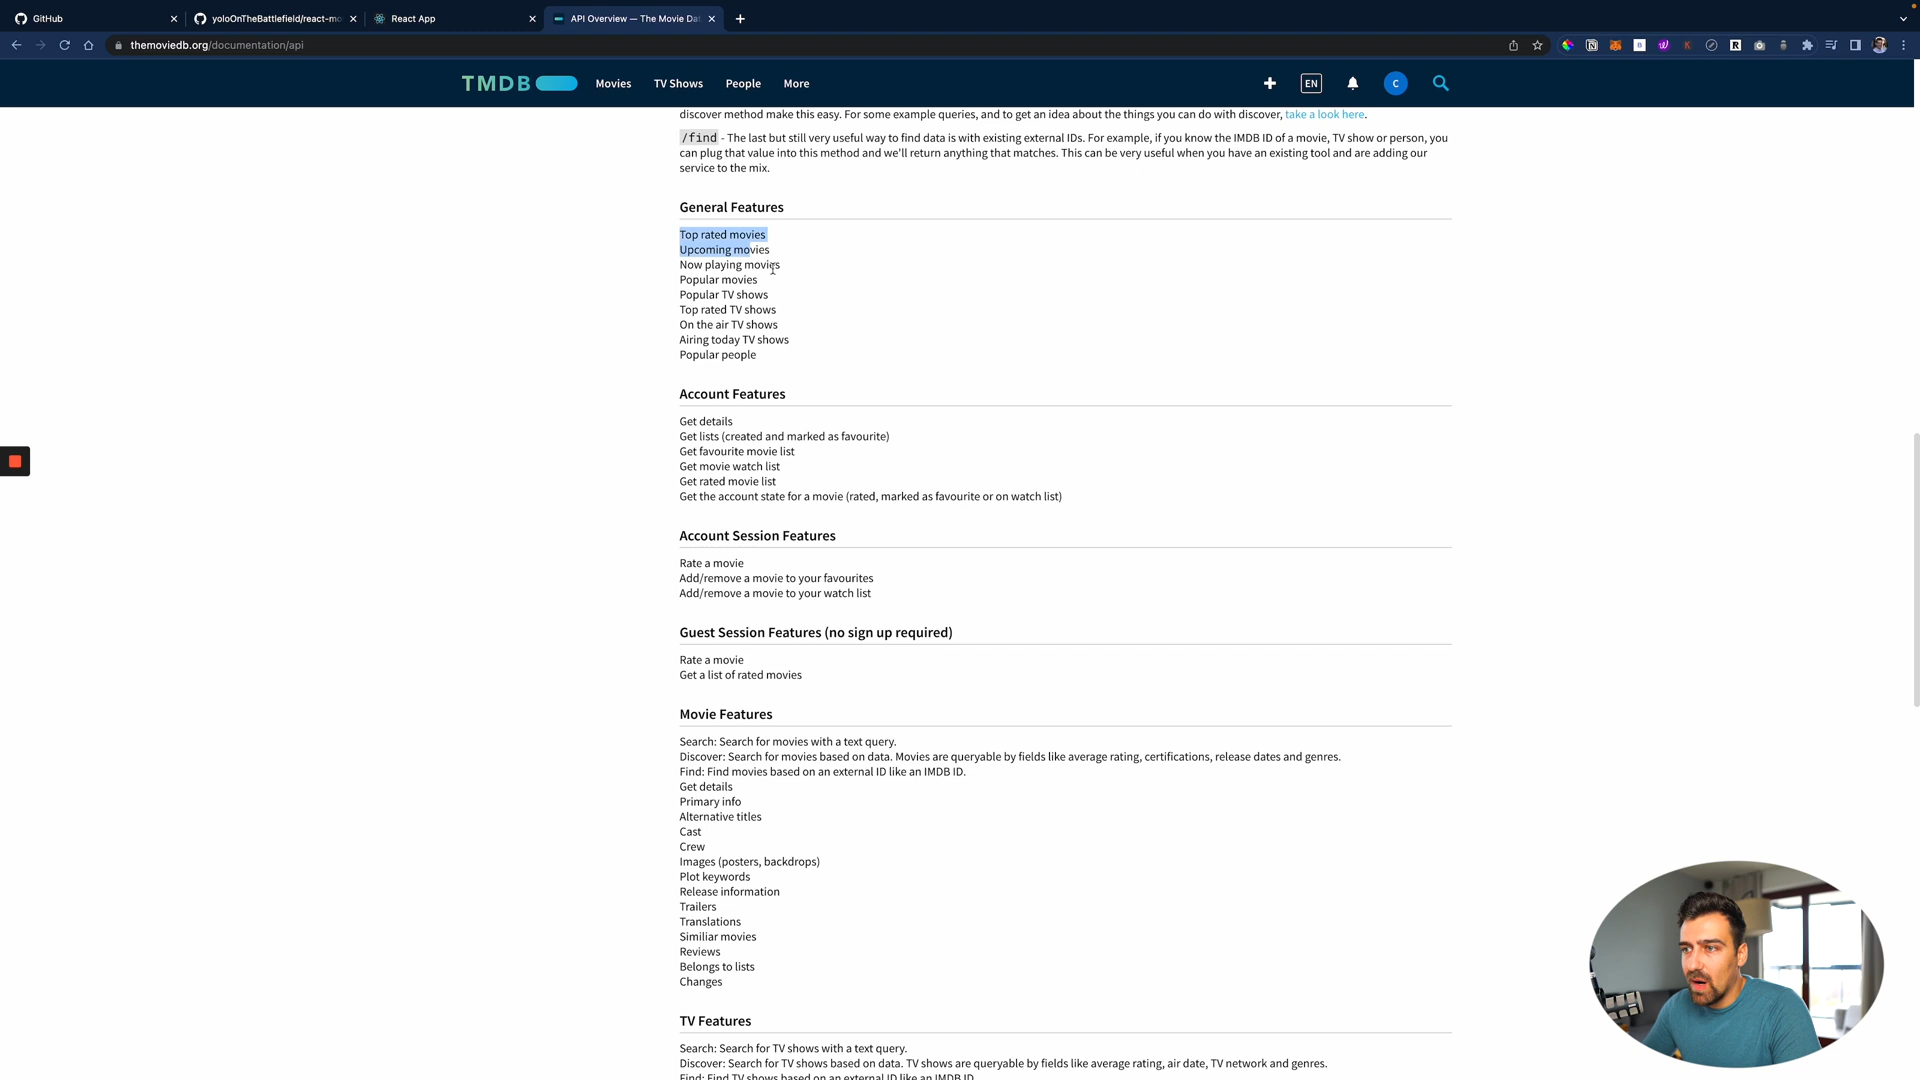 GitHub
yoloOnTheBattlefield/react-mo
React App
API Overview — The Movie Da
themoviedb.org/documentation/api
TMDB
Movies
TV Shows
People
More
EN
C
discover method make this easy. For some example queries, and to get an idea about the things you can do with discover, take a look here.
/find - The last but still very useful way to find data is with existing external IDs. For example, if you know the IMDB ID of a movie, TV show or person, you
can plug that value into this method and we'll return anything that matches. This can be very useful when you have an existing tool and are adding our
service to the mix.
General Features
Top rated movies
Upcoming movies
Now playing movies
Popular movies
Popular TV shows
Top rated TV shows
On the air TV shows
Airing today TV shows
Popular people
Account Features
Get details
Get lists (created and marked as favourite)
Get favourite movie list
Get movie watch list
Get rated movie list
Get the account state for a movie (rated, marked as favourite or on watch list)
Account Session Features
Rate a movie
Add/remove a movie to your favourites
Add/remove a movie to your watch list
Guest Session Features (no sign up required)
Rate a movie
Get a list of rated movies
Movie Features
Search: Search for movies with a text query.
Discover: Search for movies based on data. Movies are queryable by fields like average rating, certifications, release dates and genres.
Find: Find movies based on an external ID like an IMDB ID.
Get details
Primary info
Alternative titles
Cast
Crew
Images (posters, backdrops)
Plot keywords
Release information
Trailers
Translations
Similiar movies
Reviews
Belongs to lists
Changes
TV Features
Search: Search for TV shows with a text query.
Discover: Search for TV shows based on data. TV shows are queryable by fields like average rating, air date, TV network and genres.
Find: Find TV shows based on an external ID like an IMDB ID.